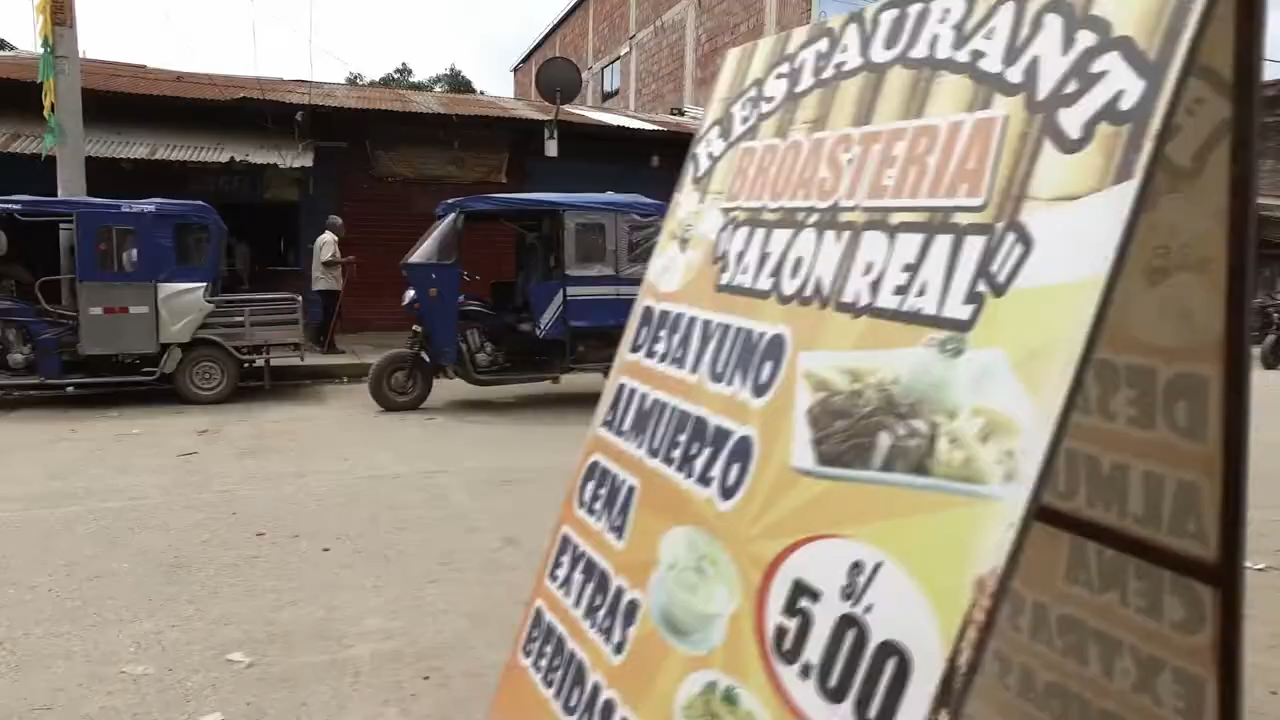 RESTAURANT
BROASTERIA
"SAZÓN REAL"
DESAYUNO
ALMUERZO
CENA
EXTRAS
BEBIDAS
S/.
5.00